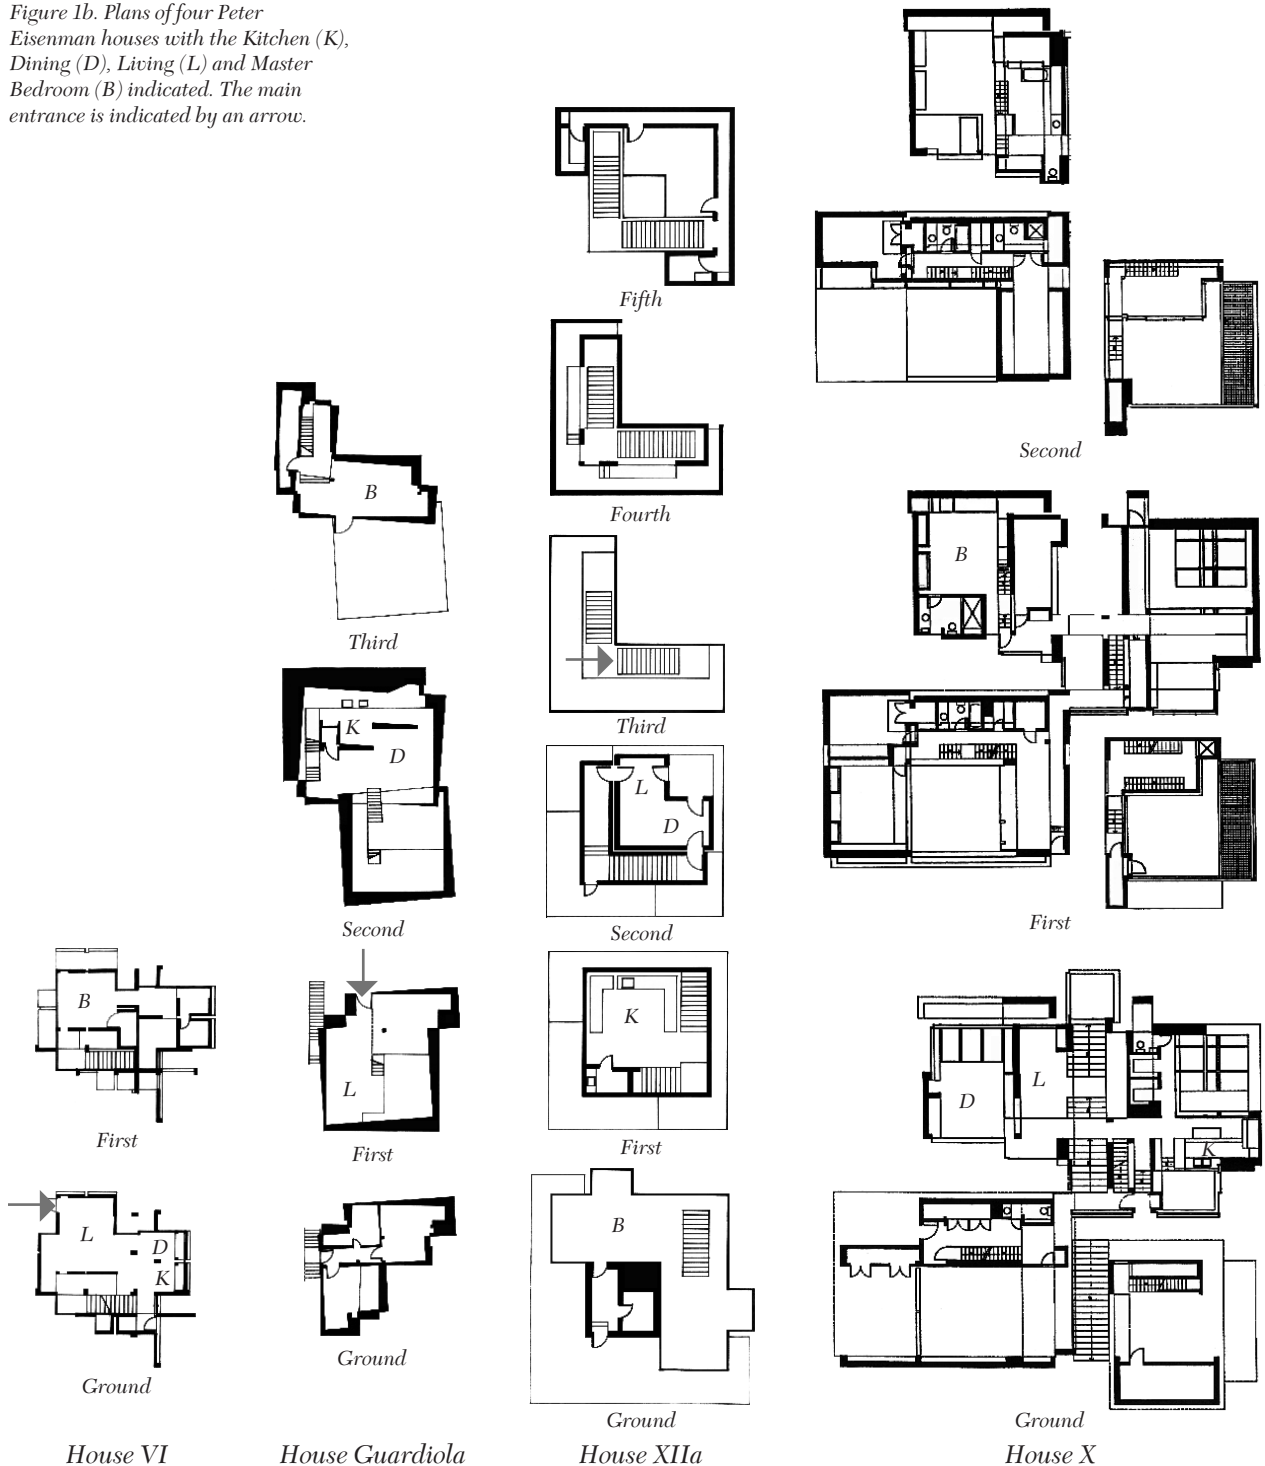 Figure 1b. Plans of four Peter
Eisenman houses with the Kitchen (K),
Dining (D), Living (L) and Master
Bedroom (B) indicated. The main
entrance is indicated by an arrow.
B
L
D
K
First
Ground
House VI
B
Third
K
D
Second
L
First
Ground
House Guardiola
Fifth
Fourth
Third
L
D
Second
K
First
B
Ground
House XIIa
Second
B
First
D
L
K
Ground
House X